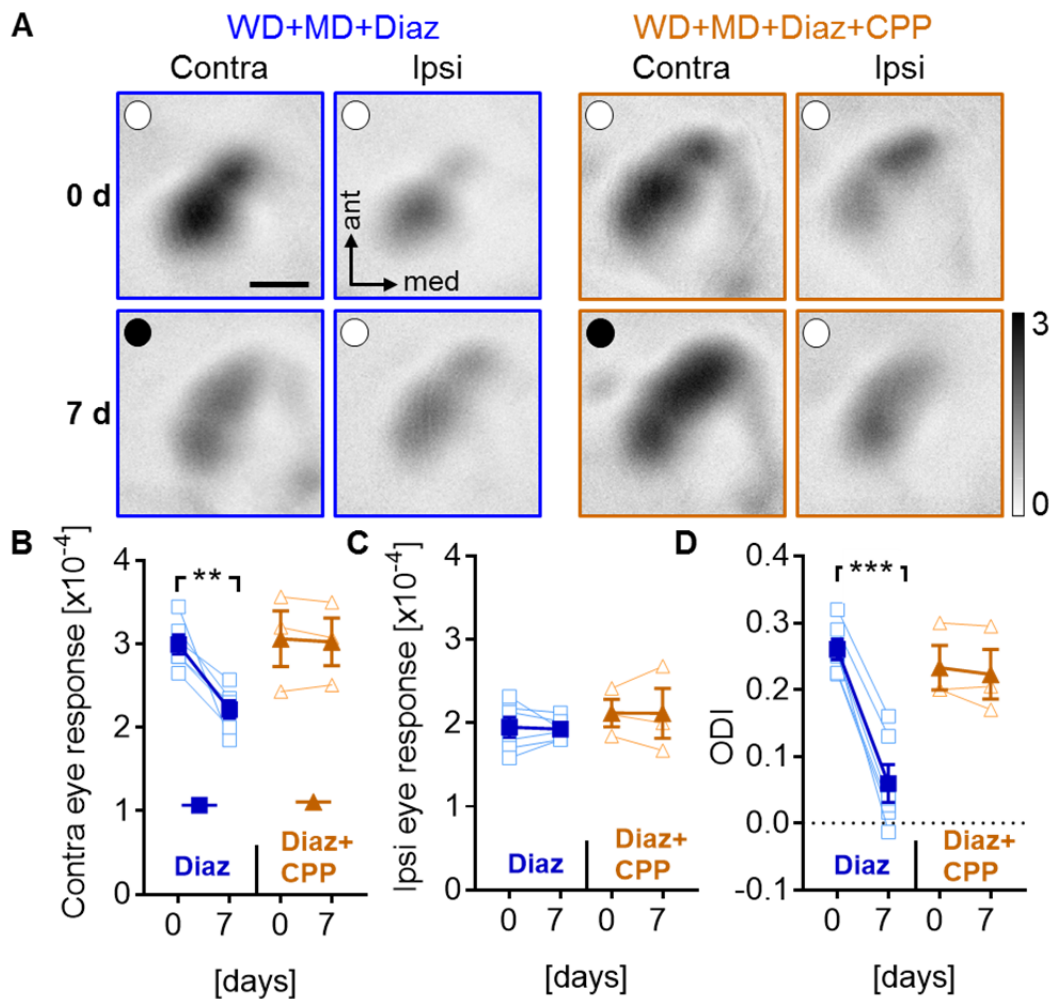 A
WD+MD+Diaz
WD+MD+Diaz+CPP
Contra
Ipsi
Contra
Ipsi
0 d
ant
med
7 d
3
0
B
Contra eye response [x10-4]
4
3
2
1
0
**
Diaz
Diaz+
CPP
0 7 0 7
[days]
C
Ipsi eye response [x10-4]
4
3
2
1
0
Diaz
Diaz+
CPP
0 7 0 7
[days]
D
ODI
0.4
0.3
0.2
0.1
0.0
-0.1
***
Diaz
Diaz+
CPP
0 7 0 7
[days]